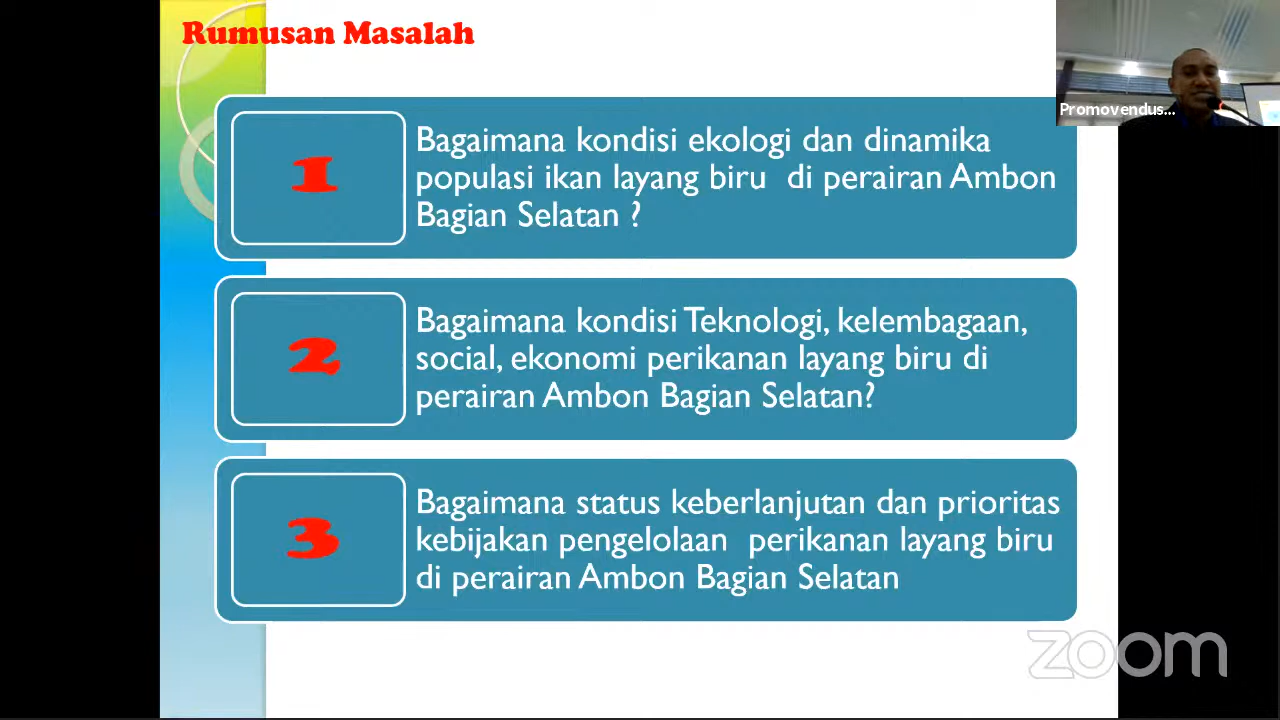 Rumusan Masalah
Promovendus...
1
Bagaimana kondisi ekologi dan dinamika
populasi ikan layang biru di perairan Ambon
Bagian Selatan ?
2
Bagaimana kondisi Teknologi, kelembagaan,
social, ekonomi perikanan layang biru di
perairan Ambon Bagian Selatan?
3
Bagaimana status keberlanjutan dan prioritas
kebijakan pengelolaan perikanan layang biru
di perairan Ambon Bagian Selatan
zoom